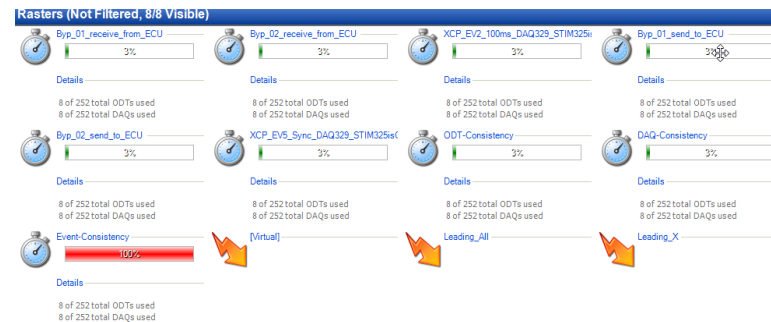 Rasters (Not Filtered, 8/8 Visible)
Byp_01_receive_from_ECU
Byp_02_receive_from_ECU
XCP_EV2_100ms_DAQ329_STIM325is
Byp_01_send_to_ECU
3%
3%
3%
3%
Details
Details
Details
Details
8 of 252 total ODTs used
8 of 252 total ODTs used
8 of 252 total ODTs used
8 of 252 total ODTs used
8 of 252 total DAQs used
8 of 252 total DAQs used
8 of 252 total DAQs used
8 of 252 total DAQs used
Byp_02_send_to_ECU
XCP_EV5_Sync_DAQ329_STIM325is
ODT-Consistency
DAQ-Consistency
3%
3%
3%
3%
Details
Details
Details
Details
8 of 252 total ODTs used
8 of 252 total ODTs used
8 of 252 total ODTs used
8 of 252 total ODTs used
8 of 252 total DAQs used
8 of 252 total DAQs used
8 of 252 total DAQs used
8 of 252 total DAQs used
Event-Consistency
[Virtual]
Leading_All
Leading_X
100%
Details
8 of 252 total ODTs used
8 of 252 total DAQs used